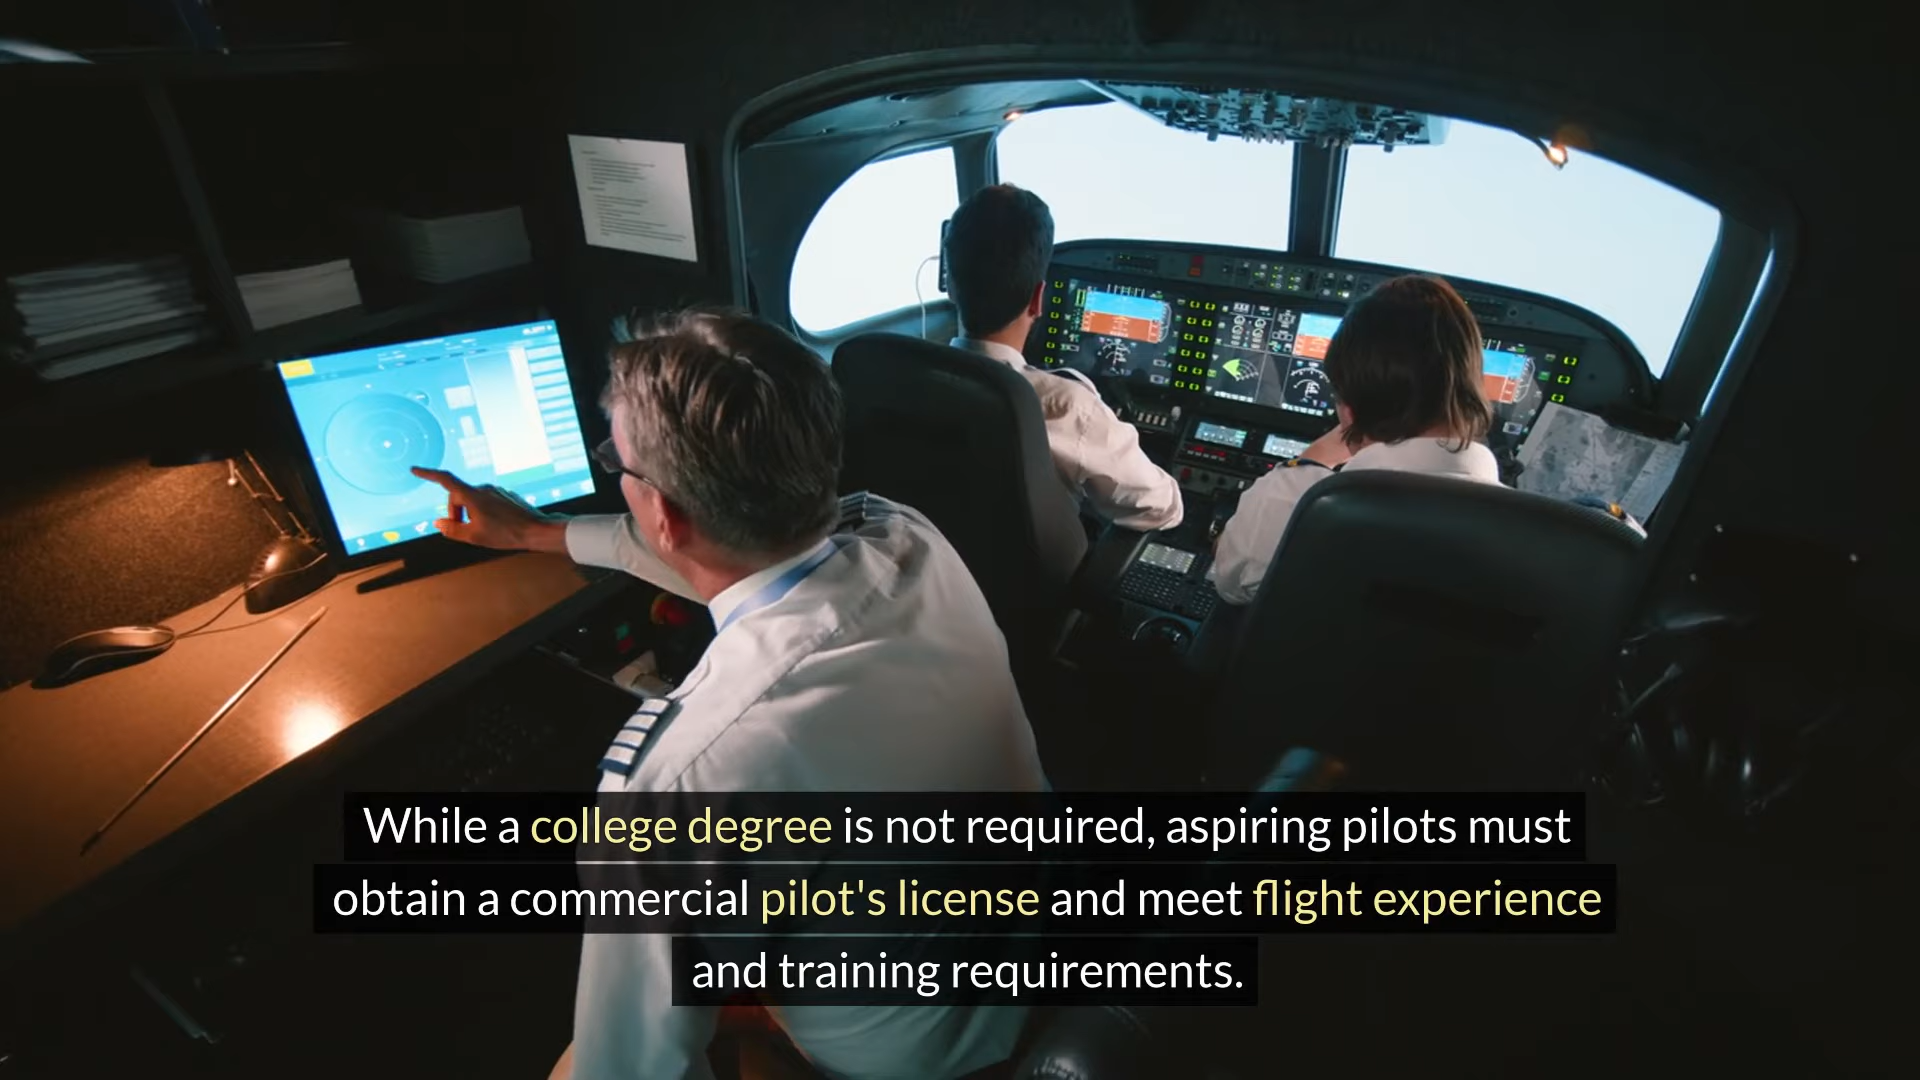 While a college degree is not required, aspiring pilots must
obtain a commercial pilot's license and meet flight experience
and training requirements.